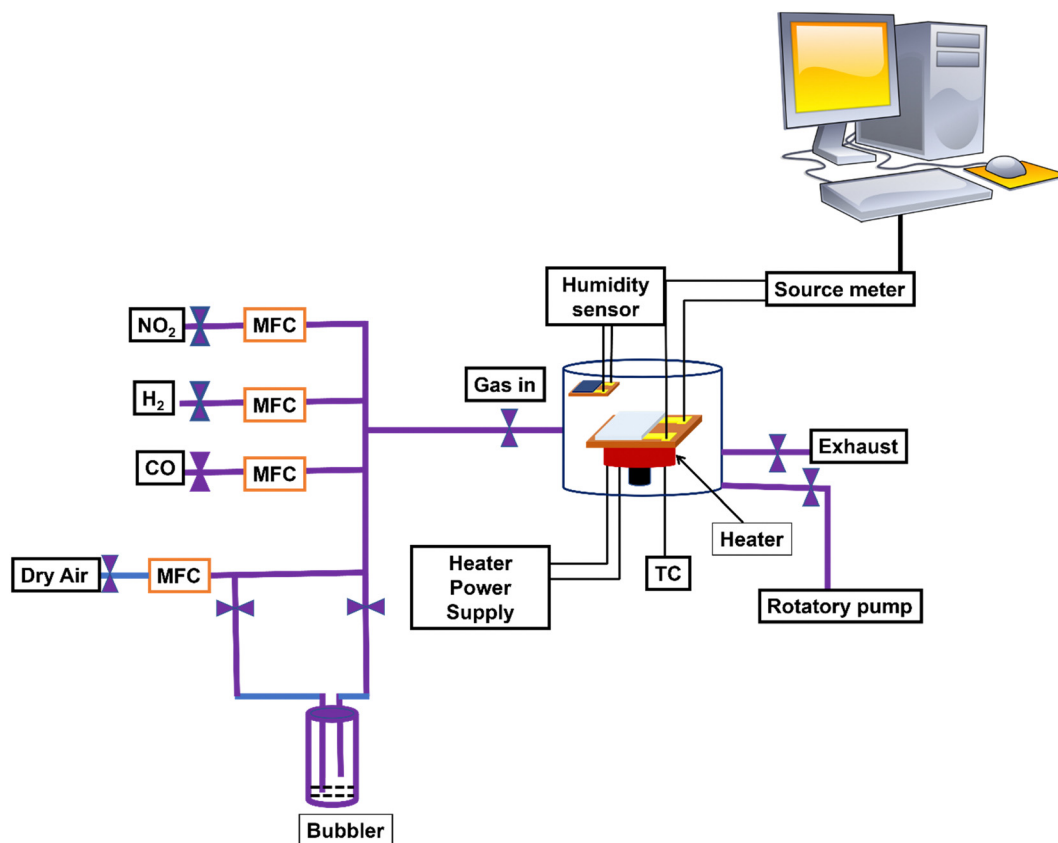 Humidity
sensor
Source meter
NO₂
MFC
Gas in
H₂
MFC
CO
MFC
Exhaust
Heater
Dry Air
MFC
Heater
Power
Supply
TC
Rotatory pump
Bubbler